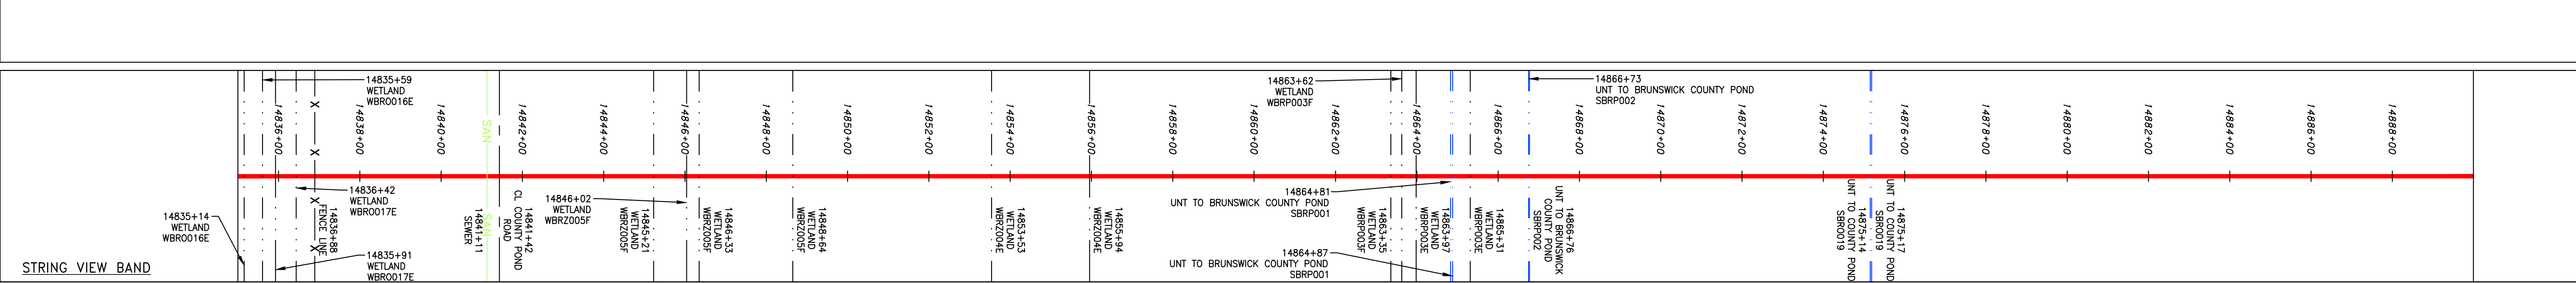 14835+59
WETLAND
WBRO016E
14863+62
WETLAND
WBRP003F
14866+73
UNT TO BRUNSWICK COUNTY POND
SBRP002
14836+00
14838+00
14840+00
SAN
14842+00
14844+00
14846+00
14848+00
14850+00
14852+00
14854+00
14856+00
14858+00
14860+00
14862+00
14864+00
14866+00
14868+00
14870+00
14872+00
14874+00
14876+00
14878+00
14880+00
14882+00
14884+00
14886+00
14888+00
14835+14
WETLAND
WBRO016E
14836+42
WETLAND
WBRO017E
14836+88
FENCE LINE
14835+91
WETLAND
WBRO017E
14841+11
SEWER
SAN
14841+42
CL COUNTY POND
ROAD
14846+02
WETLAND
WBRZ005F
14845+21
WETLAND
WBRZ005F
14846+33
WETLAND
WBRZ005F
14848+64
WETLAND
WBRZ005F
14853+53
WETLAND
WBRZ004E
14855+94
WETLAND
WBRZ004E
14864+81
UNT TO BRUNSWICK COUNTY POND
SBRP001
14864+87
UNT TO BRUNSWICK COUNTY POND
SBRP001
14863+35
WETLAND
WBRP003F
14863+97
WETLAND
WBRP003E
14865+31
WETLAND
WBRP003E
14866+76
UNT TO BRUNSWICK
COUNTY POND
SBRP002
14875+14
UNT TO COUNTY POND
SBRO019
14875+17
UNT TO COUNTY POND
SBRO019
STRING VIEW BAND